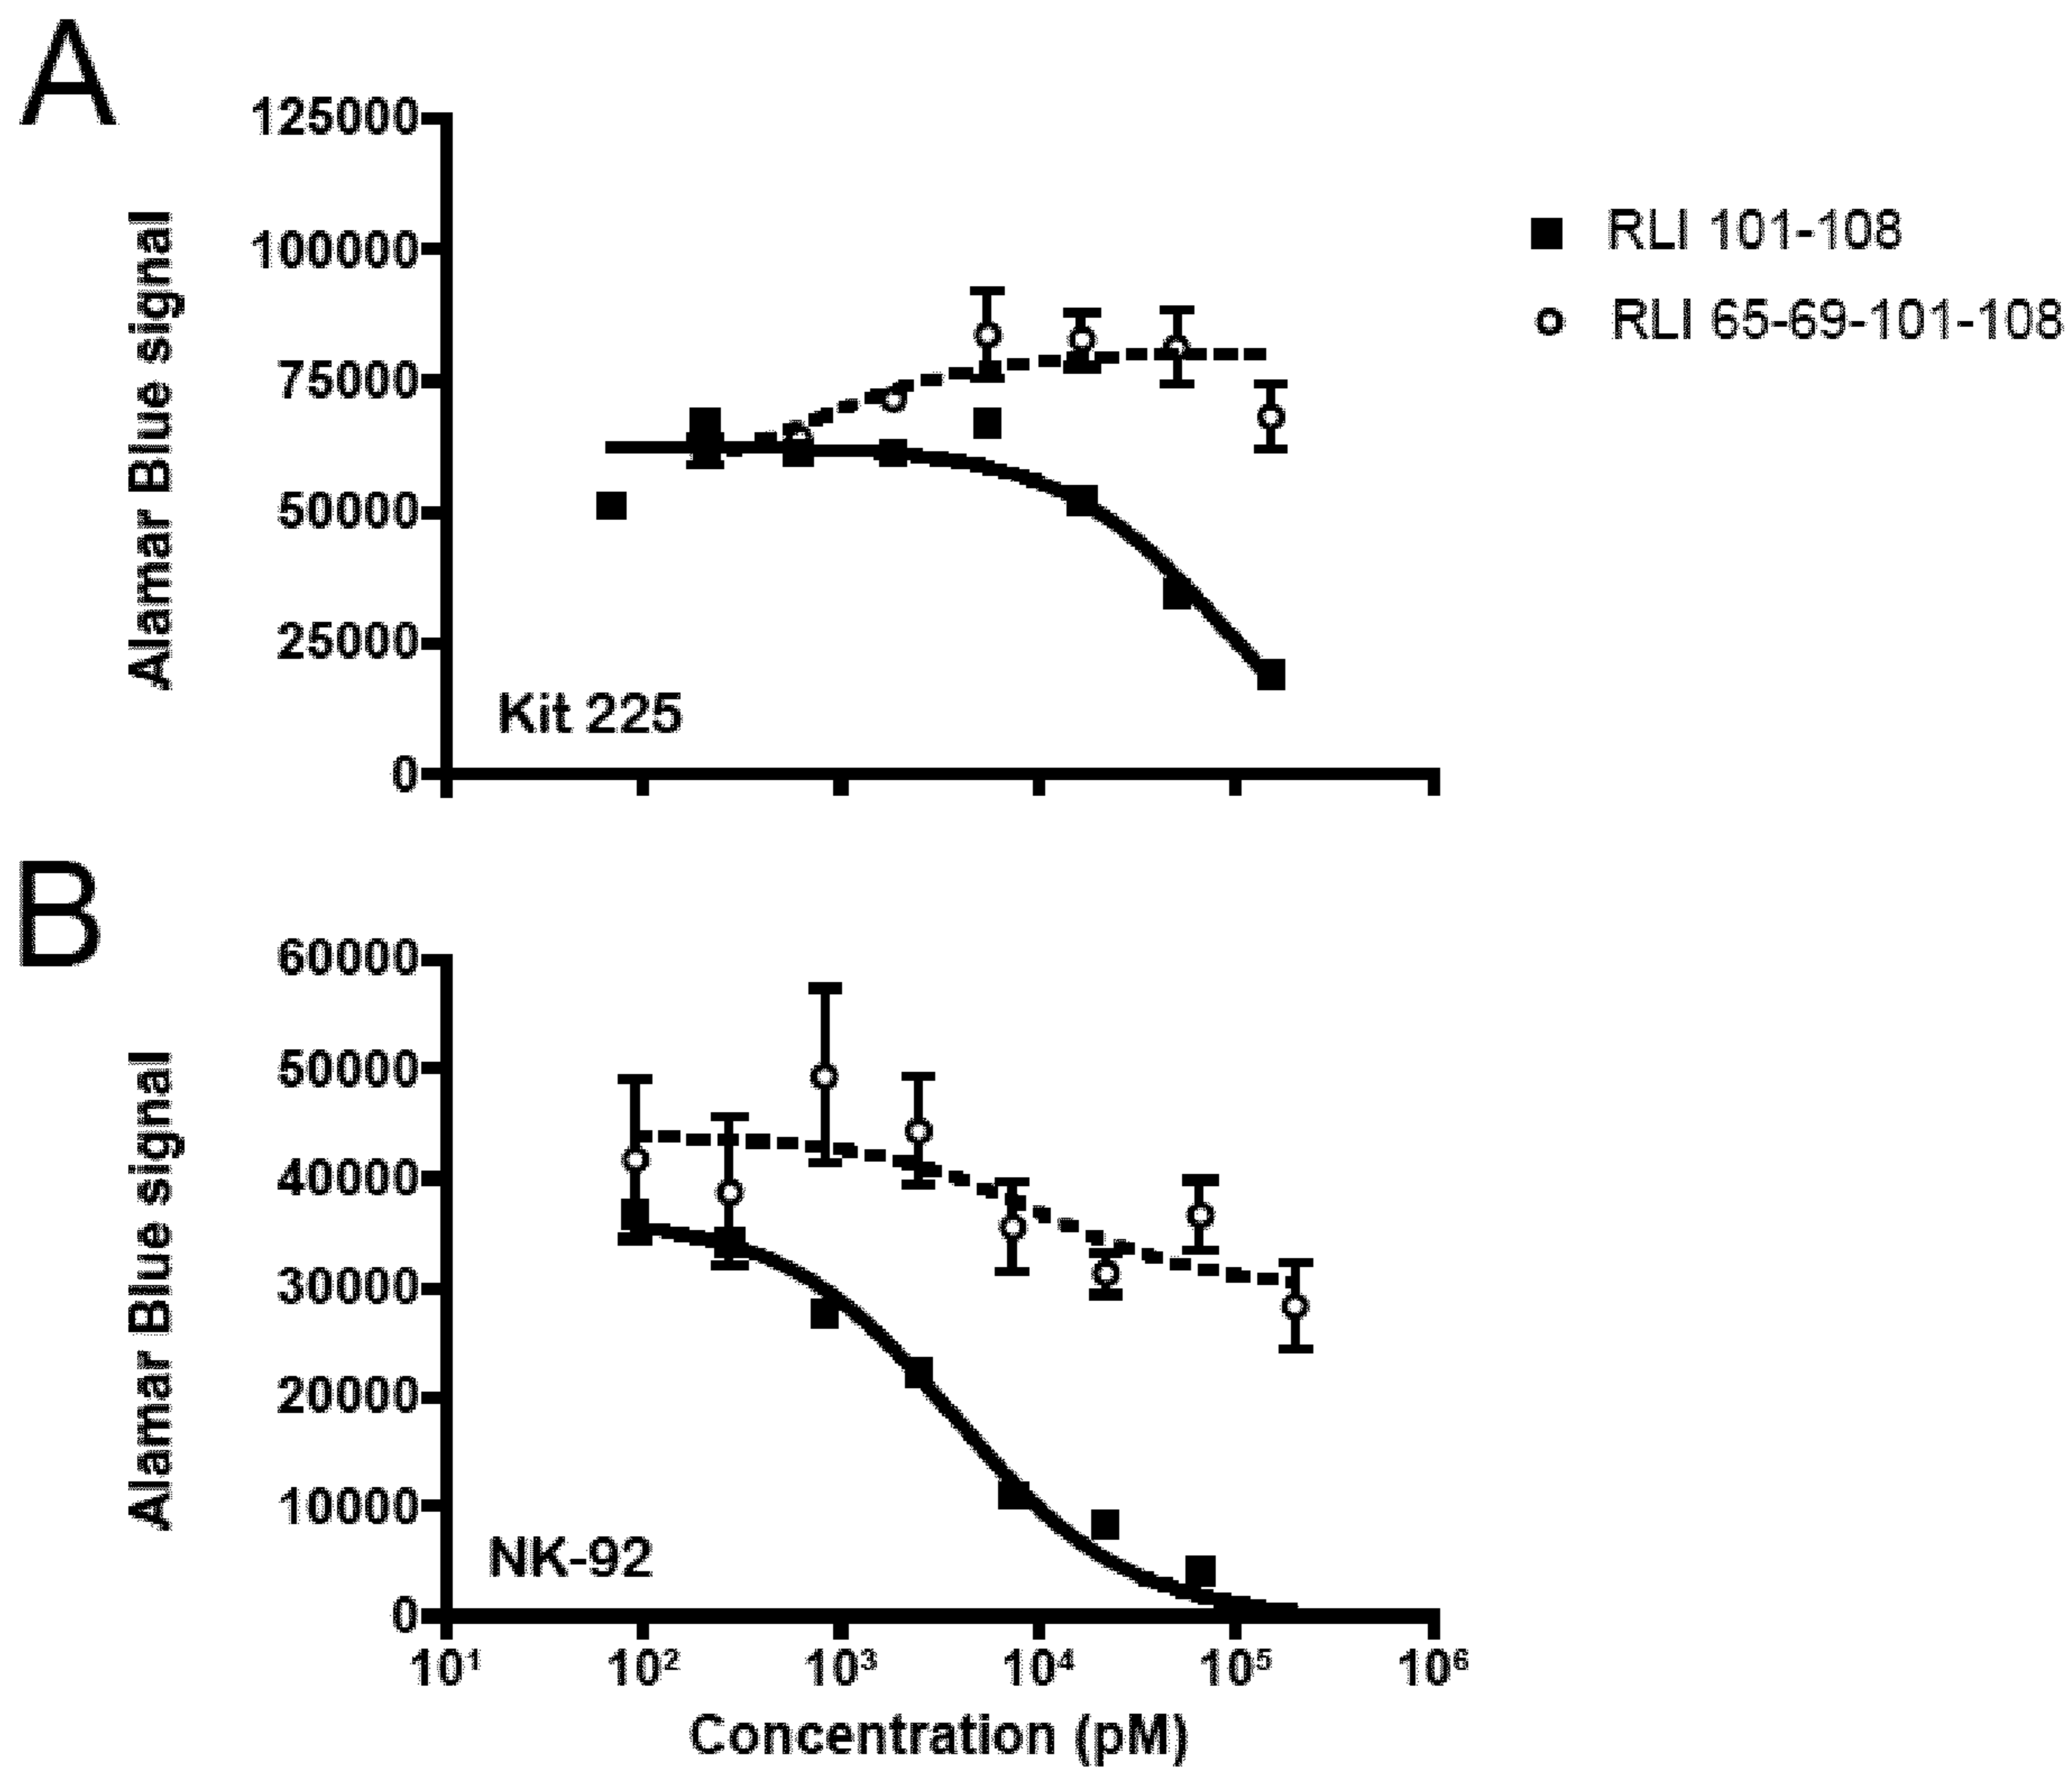 A
125000
100000
75000
50000
25000
0
Alamar Blue signal
Kit 225
RLI 101-108
RLI 65-69-101-108
B
60000
50000
40000
30000
20000
10000
0
Alamar Blue signal
NK-92
10¹ 10² 10³ 10⁴ 10⁵ 10⁶
Concentration (pM)